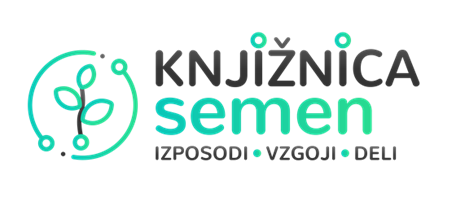 KNJIŽNICA
semen
IZPOSODI • VZGOJI • DELI